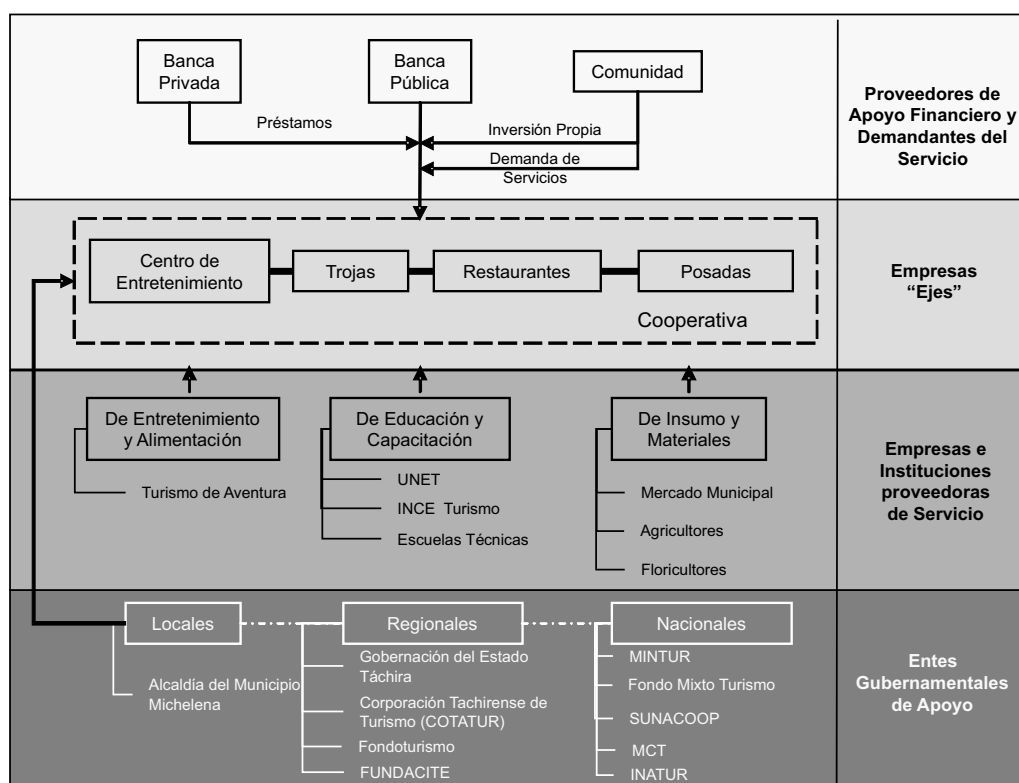 Banca
Privada
Banca
Pública
Comunidad
Préstamos
Inversión Propia
Demanda de
Servicios
Proveedores de
Apoyo Financiero y
Demandantes del
Servicio
Centro de
Entretenimiento
Trojas
Restaurantes
Posadas
Cooperativa
Empresas
“Ejes”
De Entretenimiento
y Alimentación
Turismo de Aventura
De Educación y
Capacitación
UNET
INCE Turismo
Escuelas Técnicas
De Insumo y
Materiales
Mercado Municipal
Agricultores
Floricultores
Empresas e
Instituciones
proveedoras
de Servicio
Locales
Alcaldía del Municipio
Michelena
Regionales
Gobernación del Estado
Táchira
Corporación Tachirense de
Turismo (COTATUR)
Fondoturismo
FUNDACITE
Nacionales
MINTUR
Fondo Mixto Turismo
SUNACOOP
MCT
INATUR
Entes
Gubernamentales
de Apoyo